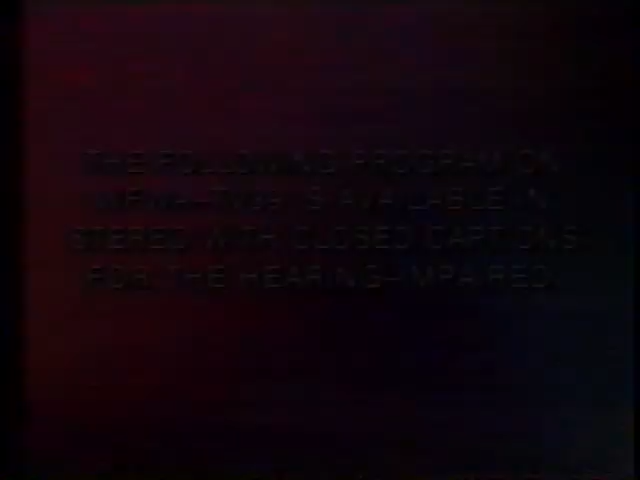 THE FOLLOWING PROGRAM ON
IS AVAILABLE IN
STEREO WITH CLOSED CAPTIONS
FOR THE HEARING-IMPAIRED